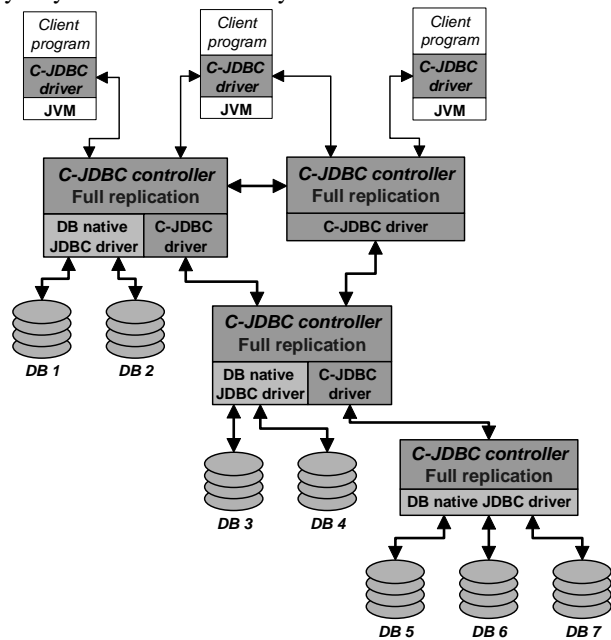 Client
program
C-JDBC
driver
JVM
Client
program
C-JDBC
driver
JVM
Client
program
C-JDBC
driver
JVM
C-JDBC controller
Full replication
DB native
JDBC driver
C-JDBC
driver
C-JDBC controller
Full replication
C-JDBC driver
DB 1
DB 2
C-JDBC controller
Full replication
DB native
JDBC driver
C-JDBC
driver
DB 3
DB 4
C-JDBC controller
Full replication
DB native JDBC driver
DB 5
DB 6
DB 7